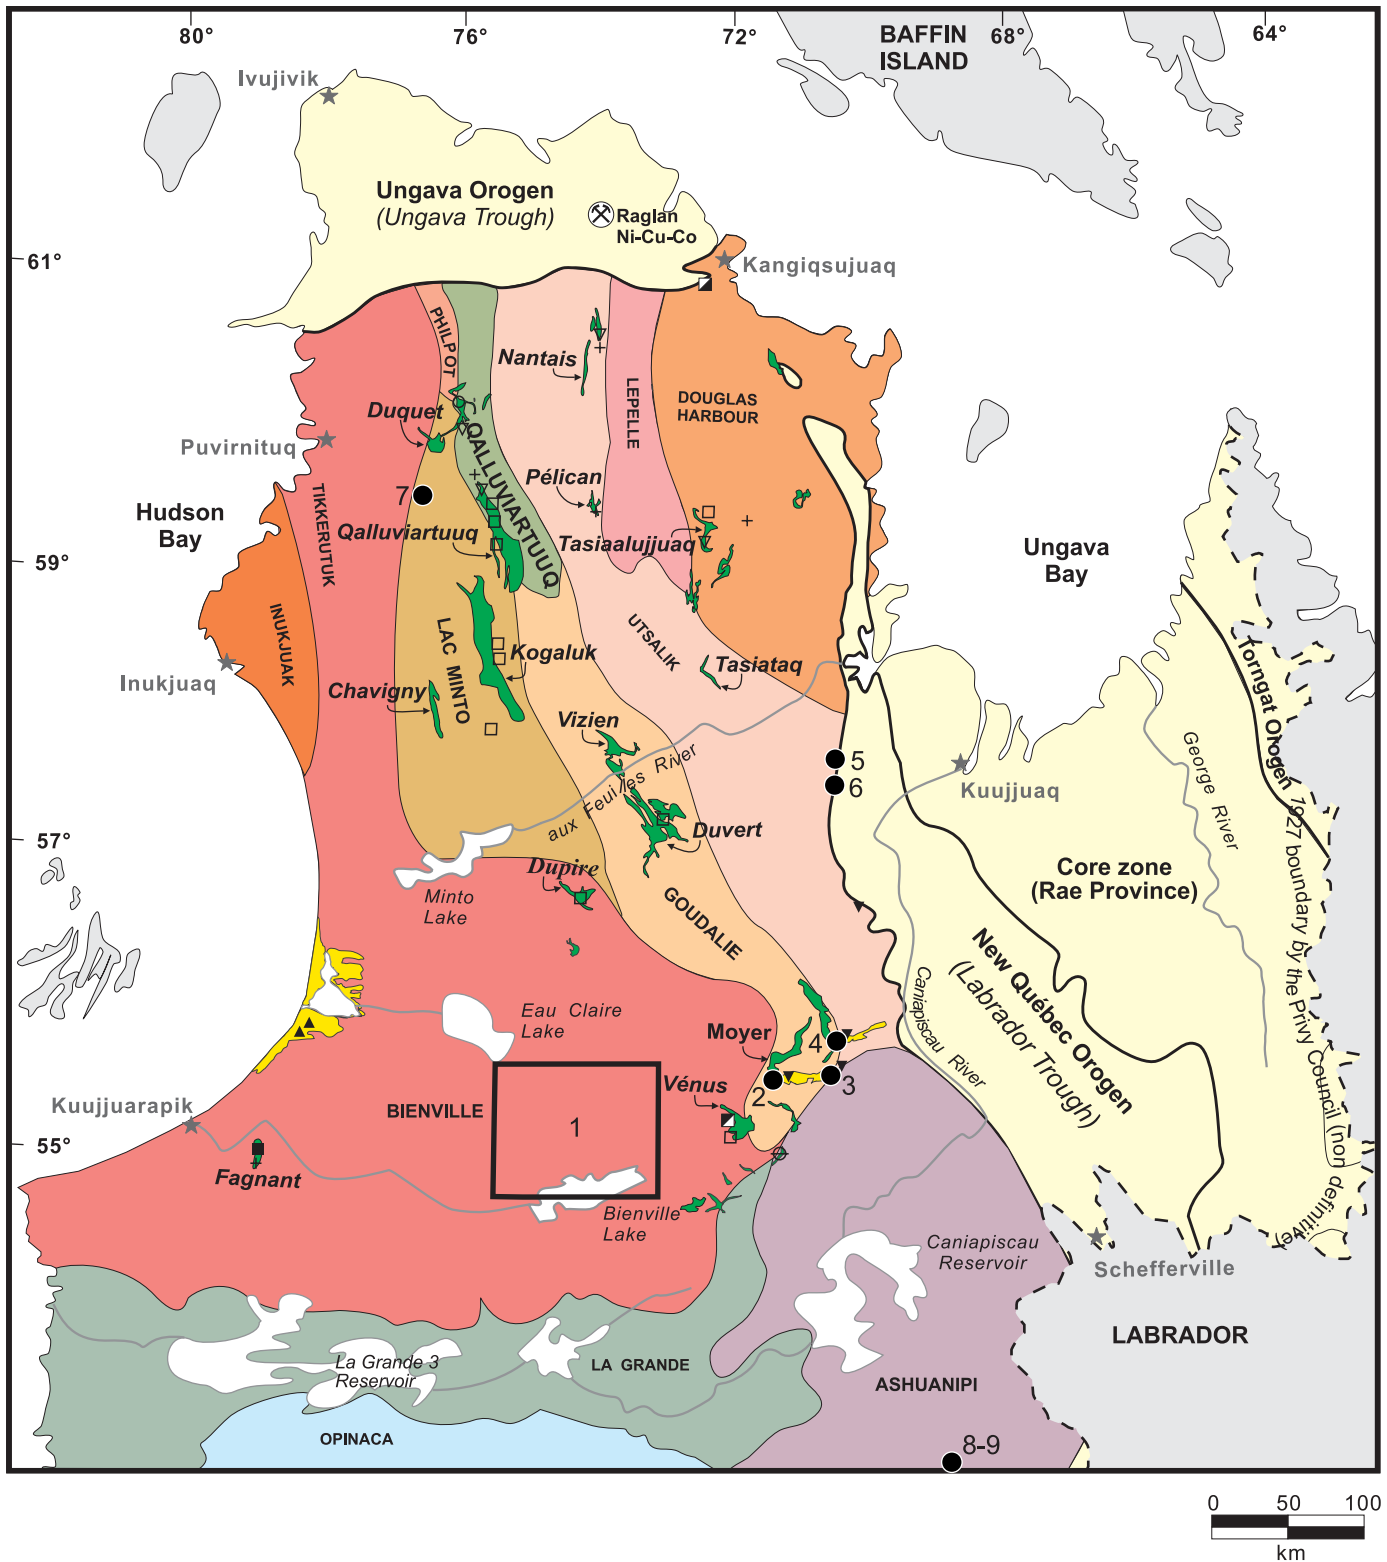 80°
76°
72°
68°
64°
BAFFIN
ISLAND
Ivujivik
Ungava Orogen
(Ungava Trough)
Raglan
Ni-Cu-Co
61°
Kangiqsujuaq
PHILPOT
Nantais
LEPELLE
DOUGLAS
HARBOUR
Duquet
Puvirnituq
QALLUVIARTUUQ
Pélican
7
TIKKERUTUK
Hudson
Bay
Qalluviartuuq
Tasiaalujjuaq
Ungava
Bay
59°
INUKJUAK
LAC MINTO
UTSALIK
Kogaluk
Tasiataq
Inukjuaq
Chavigny
Torngat Orogen
Vizien
George River
5
6
Kuujjuaq
aux Feuilles River
57°
Duvert
1927 boundary by the Privy Council (non definitive)
Dupire
Core zone
(Rae Province)
Minto
Lake
GOUDALIE
New Québec Orogen
(Labrador Trough)
Caniapiscau River
Eau Claire
Lake
Moyer
4
3
2
Vénus
Kuujjuarapik
BIENVILLE
1
55°
Fagnant
Bienville
Lake
Caniapiscau
Reservoir
Schefferville
LABRADOR
La Grande 3
Reservoir
LA GRANDE
ASHUANIPI
OPINACA
8-9
0 50 100
km